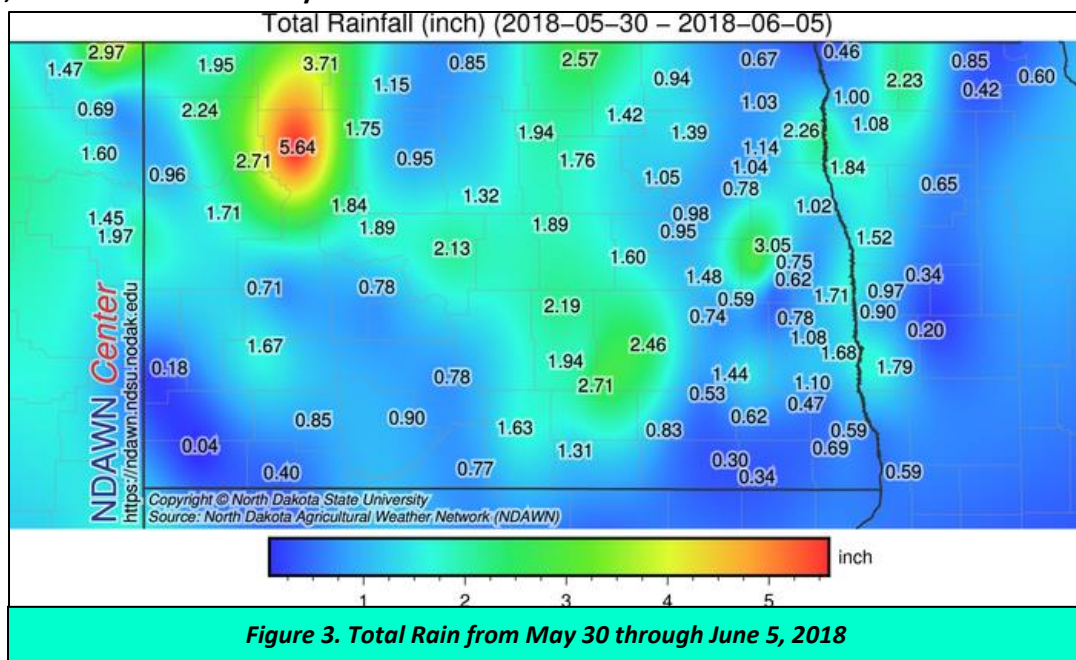 Total Rainfall (inch) (2018–05–30 – 2018–06–05)
2.97 1.95 3.71 0.85 2.57 0.67 0.46 0.85
1.47 1.15 0.94 2.23 0.42 0.60
0.69 2.24 1.42 1.03 1.00
1.75 1.94 1.39 2.26 1.08
1.60 2.71 5.64 0.95 1.76 1.14
0.96 1.05 1.04 1.84
1.32 0.78 0.65
1.45 1.71 1.84 0.98 1.02
1.97 1.89 1.89 0.95 1.52
2.13 1.60 3.05
0.75
0.71 0.78 1.48 0.62 0.34
2.19 0.59 1.71 0.97
0.74 0.78 0.90
1.67 2.46 1.08 0.20
0.18 1.94 1.68 1.79
0.78 2.71 1.44 1.10
0.53 0.47
0.85 0.90 1.63 0.83 0.62 0.59
0.04 1.31 0.69
0.40 0.77 0.30 0.34 0.59
NDAWN Center
https://ndawn.ndsu.nodak.edu
Copyright © North Dakota State University
Source: North Dakota Agricultural Weather Network (NDAWN)
inch
1 2 3 4 5
Figure 3. Total Rain from May 30 through June 5, 2018